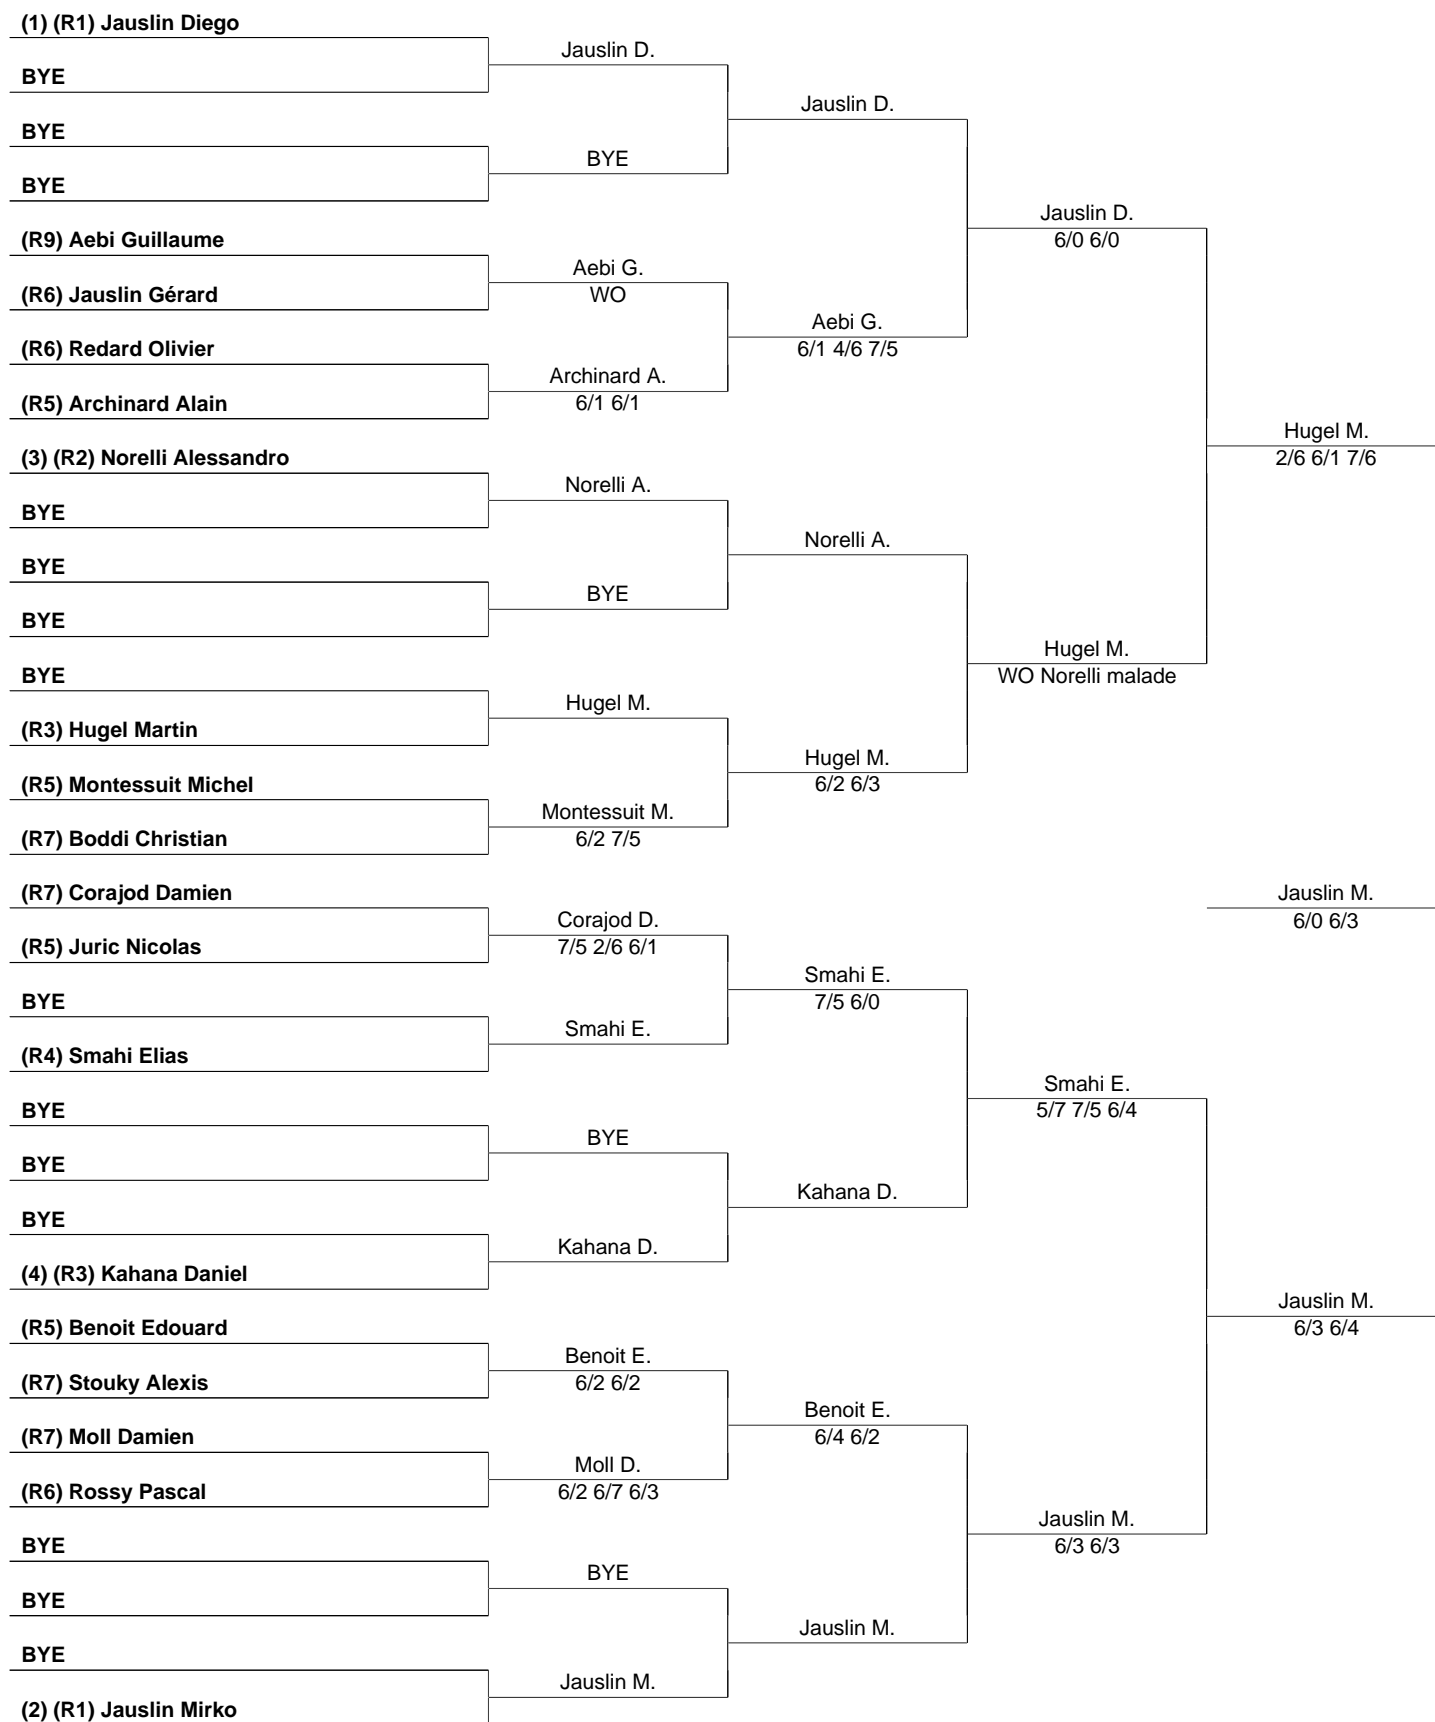 (1) (R1) Jauslin Diego
BYE
BYE
BYE
(R9) Aebi Guillaume
(R6) Jauslin Gérard
(R6) Redard Olivier
(R5) Archinard Alain
(3) (R2) Norelli Alessandro
BYE
BYE
BYE
BYE
(R3) Hugel Martin
(R5) Montessuit Michel
(R7) Boddi Christian
(R7) Corajod Damien
(R5) Juric Nicolas
BYE
(R4) Smahi Elias
BYE
BYE
BYE
(4) (R3) Kahana Daniel
(R5) Benoit Edouard
(R7) Stouky Alexis
(R7) Moll Damien
(R6) Rossy Pascal
BYE
BYE
BYE
(2) (R1) Jauslin Mirko
Jauslin D.
BYE
Aebi G.
WO
Archinard A.
6/1 6/1
Norelli A.
BYE
Hugel M.
Montessuit M.
6/2 7/5
Corajod D.
7/5 2/6 6/1
Smahi E.
BYE
Kahana D.
Benoit E.
6/2 6/2
Moll D.
6/2 6/7 6/3
BYE
Jauslin M.
Jauslin D.
Aebi G.
6/1 4/6 7/5
Norelli A.
Hugel M.
6/2 6/3
Smahi E.
7/5 6/0
Kahana D.
Benoit E.
6/4 6/2
Jauslin M.
Jauslin D.
6/0 6/0
Hugel M.
WO Norelli malade
Smahi E.
5/7 7/5 6/4
Jauslin M.
6/3 6/3
Hugel M.
2/6 6/1 7/6
Jauslin M.
6/0 6/3
Jauslin M.
6/3 6/4